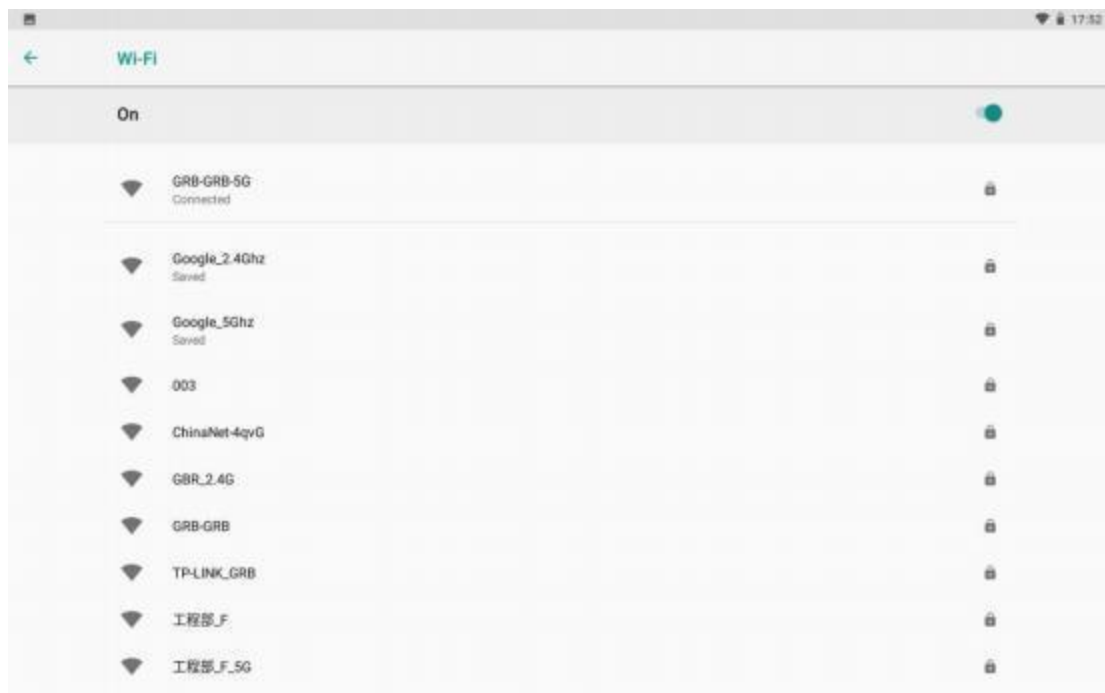 17:52
Wi-Fi
On
GRB-GRB-5G
Connected
Google_2.4Ghz
Saved
Google_5Ghz
Saved
003
ChinaNet-4qvG
GBR_2.4G
GRB-GRB
TP-LINK_GRB
工程部_F
工程部_F_5G